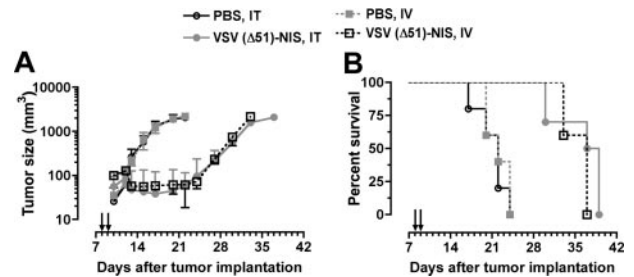 PBS, IT
PBS, IV
VSV (Δ51)-NIS, IT
VSV (Δ51)-NIS, IV
A
B
Tumor size (mm³)
10000
1000
100
10
7 14 21 28 35 42
Days after tumor implantation
Percent survival
100
75
50
25
0
7 14 21 28 35 42
Days after tumor implantation